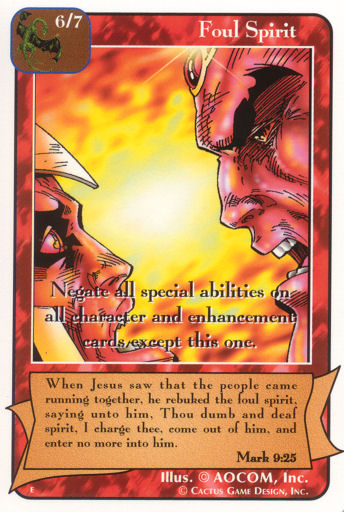 6/7
Foul Spirit
Negate all special abilities on
all character and enhancement
cards except this one.
When Jesus saw that the people came
running together, he rebuked the foul spirit,
saying unto him, Thou dumb and deaf
spirit, I charge thee, come out of him, and
enter no more into him.
Mark 9:25
Illus. © AOCOM, Inc.
E
© Cactus Game Design, Inc.